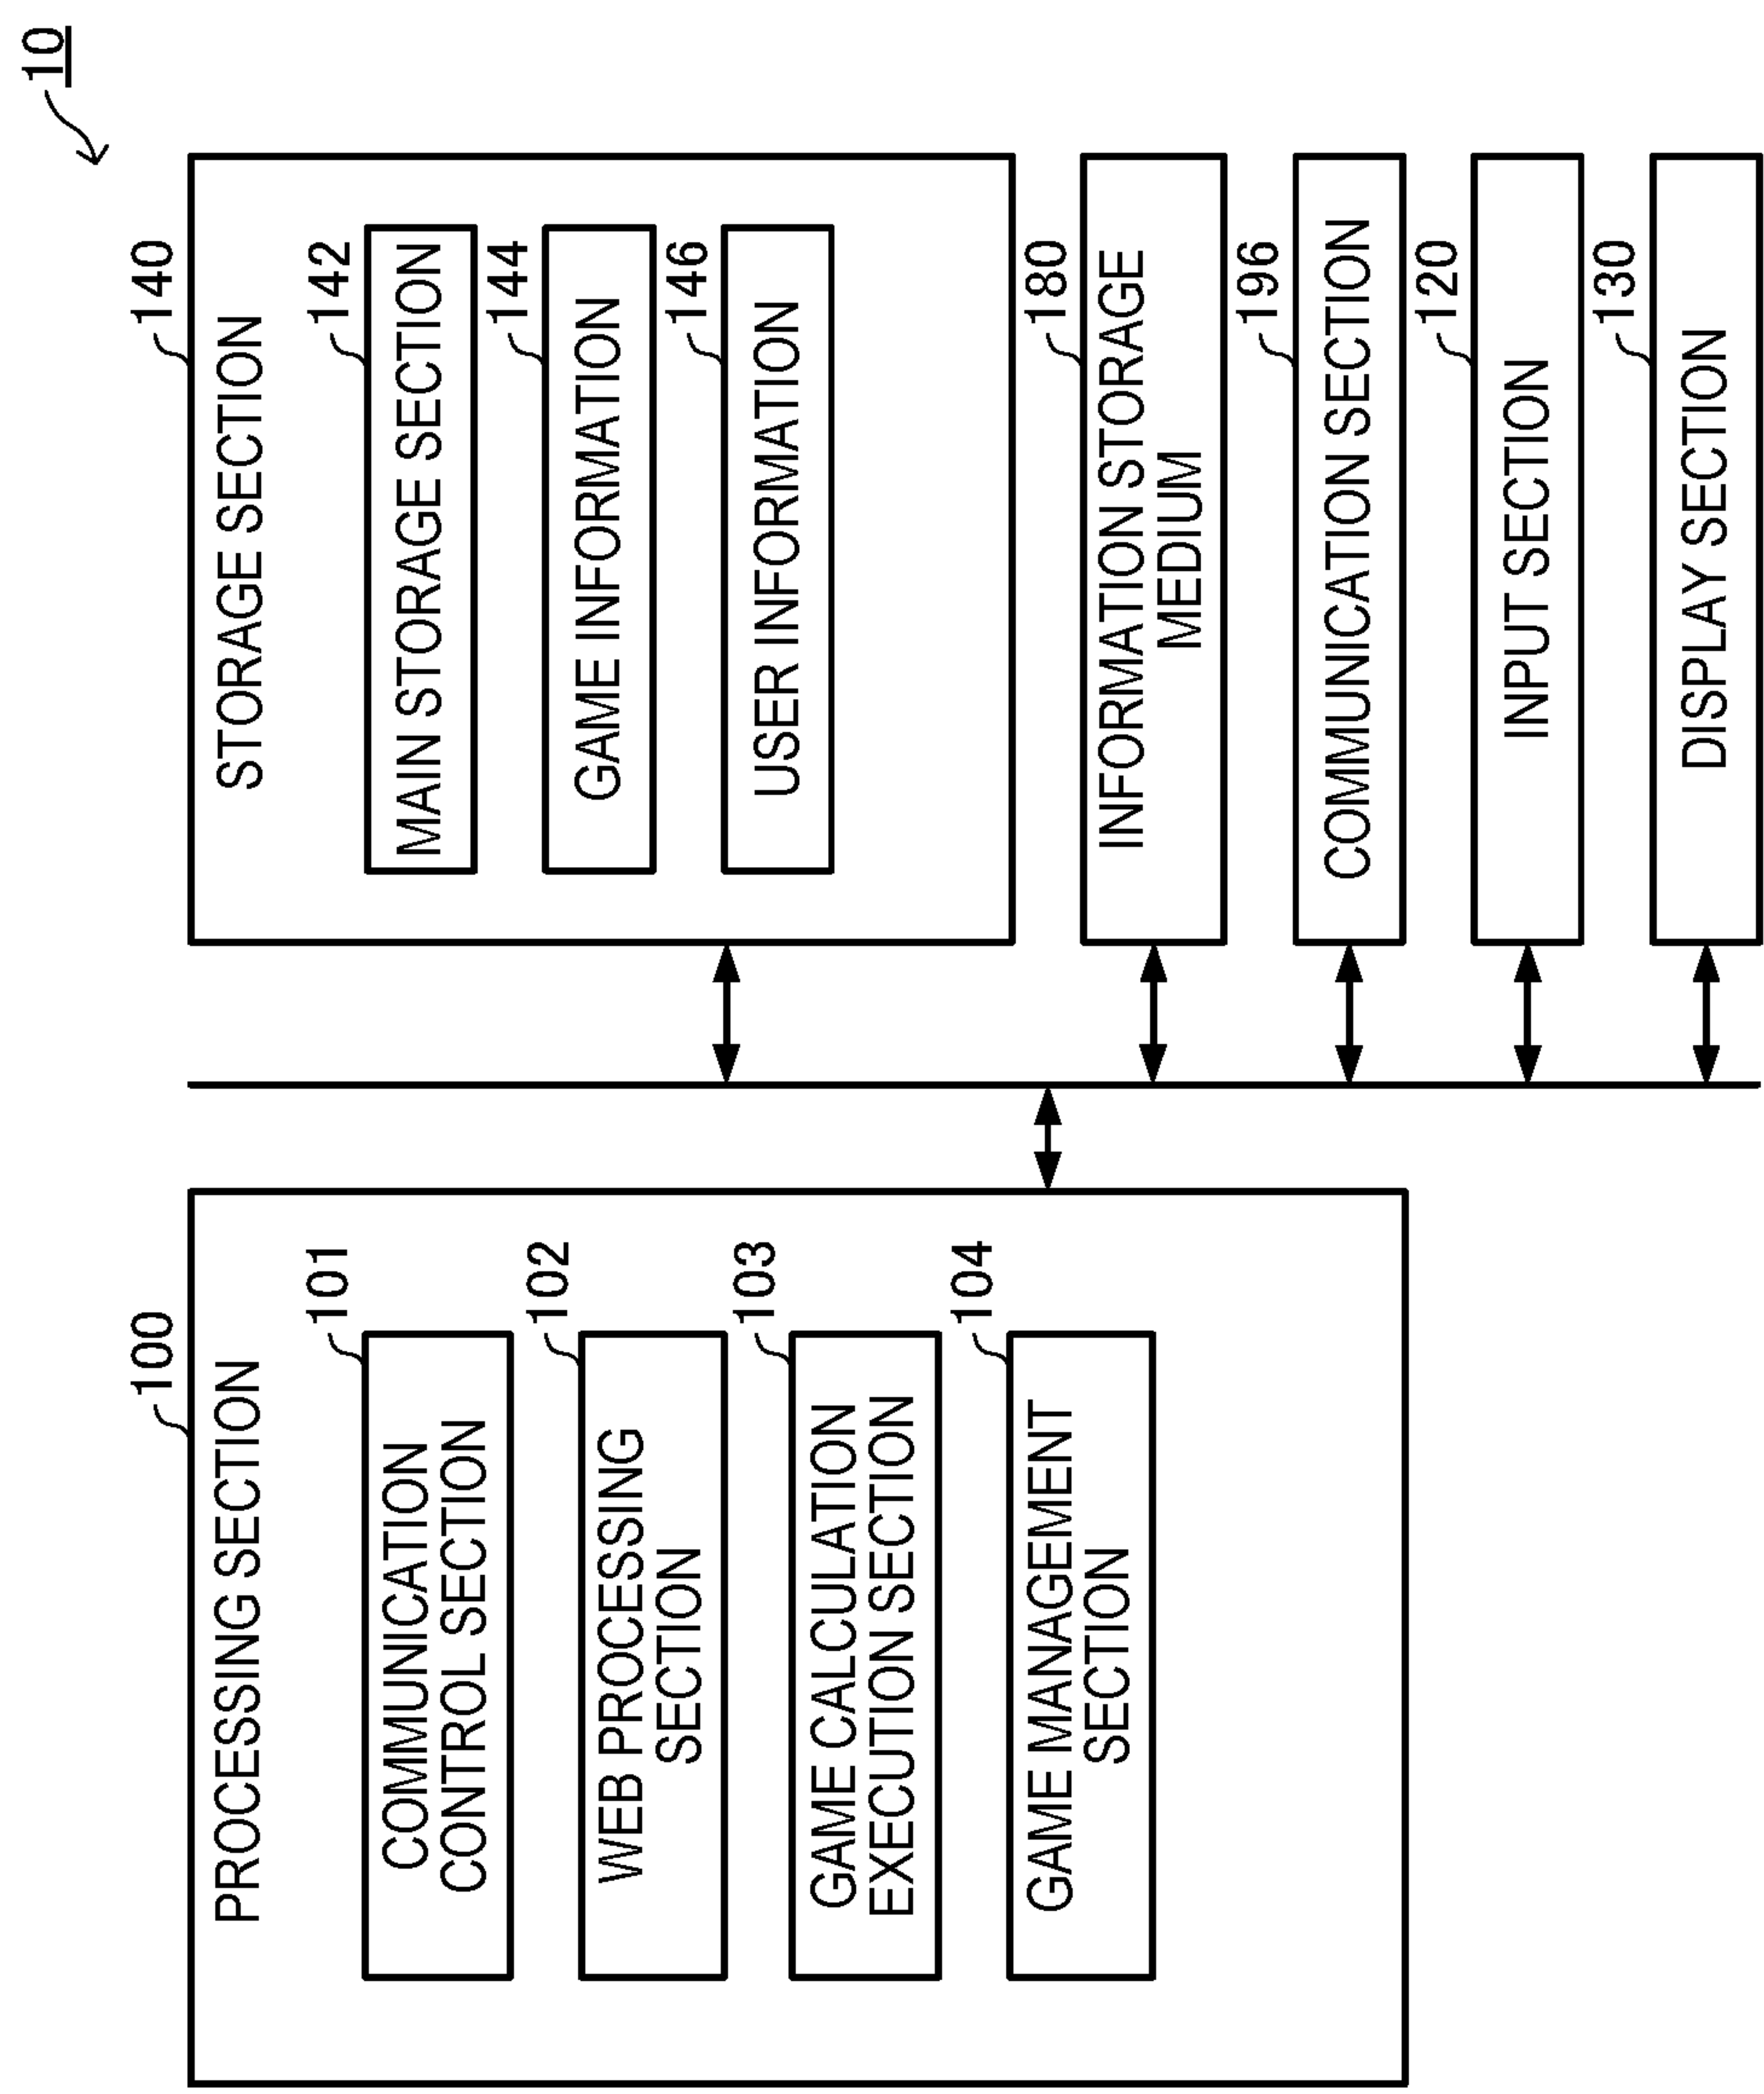 10
100
PROCESSING SECTION
101
COMMUNICATION
CONTROL SECTION
102
WEB PROCESSING
SECTION
103
GAME CALCULATION
EXECUTION SECTION
104
GAME MANAGEMENT
SECTION
140
STORAGE SECTION
142
MAIN STORAGE SECTION
144
GAME INFORMATION
146
USER INFORMATION
180
INFORMATION STORAGE
MEDIUM
196
COMMUNICATION SECTION
120
INPUT SECTION
130
DISPLAY SECTION